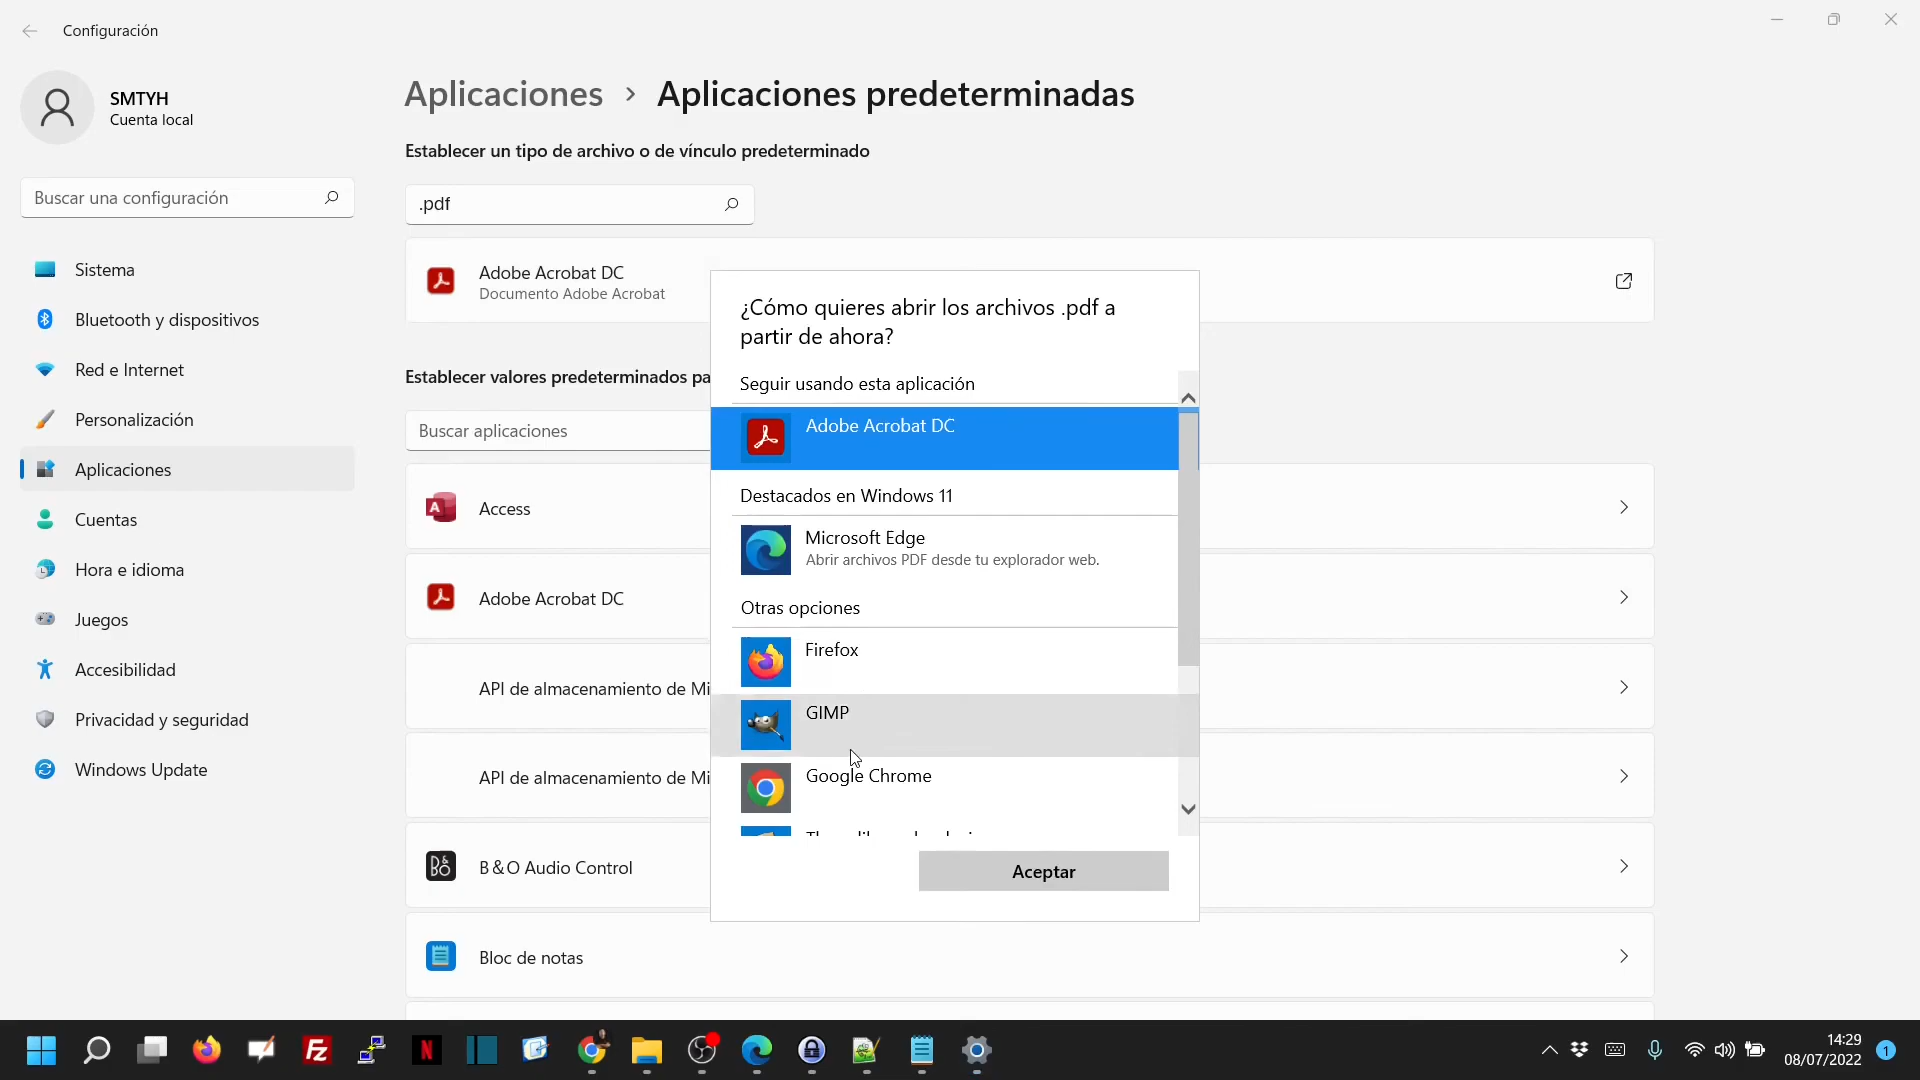 Configuración
SMTYH
Cuenta local
Buscar una configuración
Sistema
Bluetooth y dispositivos
Red e Internet
Personalización
Aplicaciones
Cuentas
Hora e idioma
Juegos
Accesibilidad
Privacidad y seguridad
Windows Update
Aplicaciones > Aplicaciones predeterminadas
Establecer un tipo de archivo o de vínculo predeterminado
.pdf
Adobe Acrobat DC
Documento Adobe Acrobat
Establecer valores predeterminados pa
Buscar aplicaciones
Access
Adobe Acrobat DC
API de almacenamiento de Mi
API de almacenamiento de Mi
B&O Audio Control
Bloc de notas
¿Cómo quieres abrir los archivos .pdf a
partir de ahora?
Seguir usando esta aplicación
Adobe Acrobat DC
Destacados en Windows 11
Microsoft Edge
Abrir archivos PDF desde tu explorador web.
Otras opciones
Firefox
GIMP
Google Chrome
Aceptar
14:29
08/07/2022
1